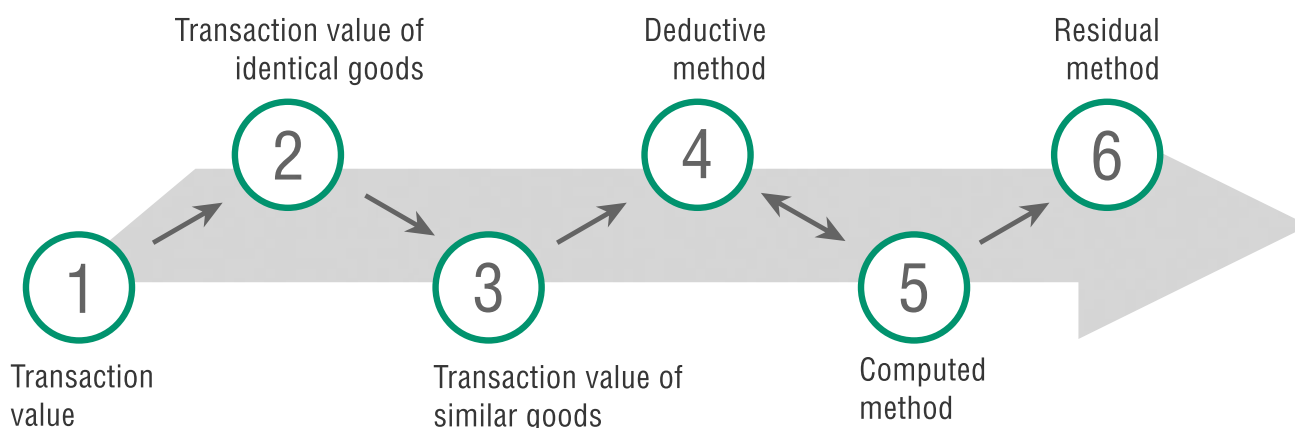 Transaction value of
identical goods
2
Deductive
method
4
Residual
method
6
1
Transaction
value
3
Transaction value of
similar goods
5
Computed
method